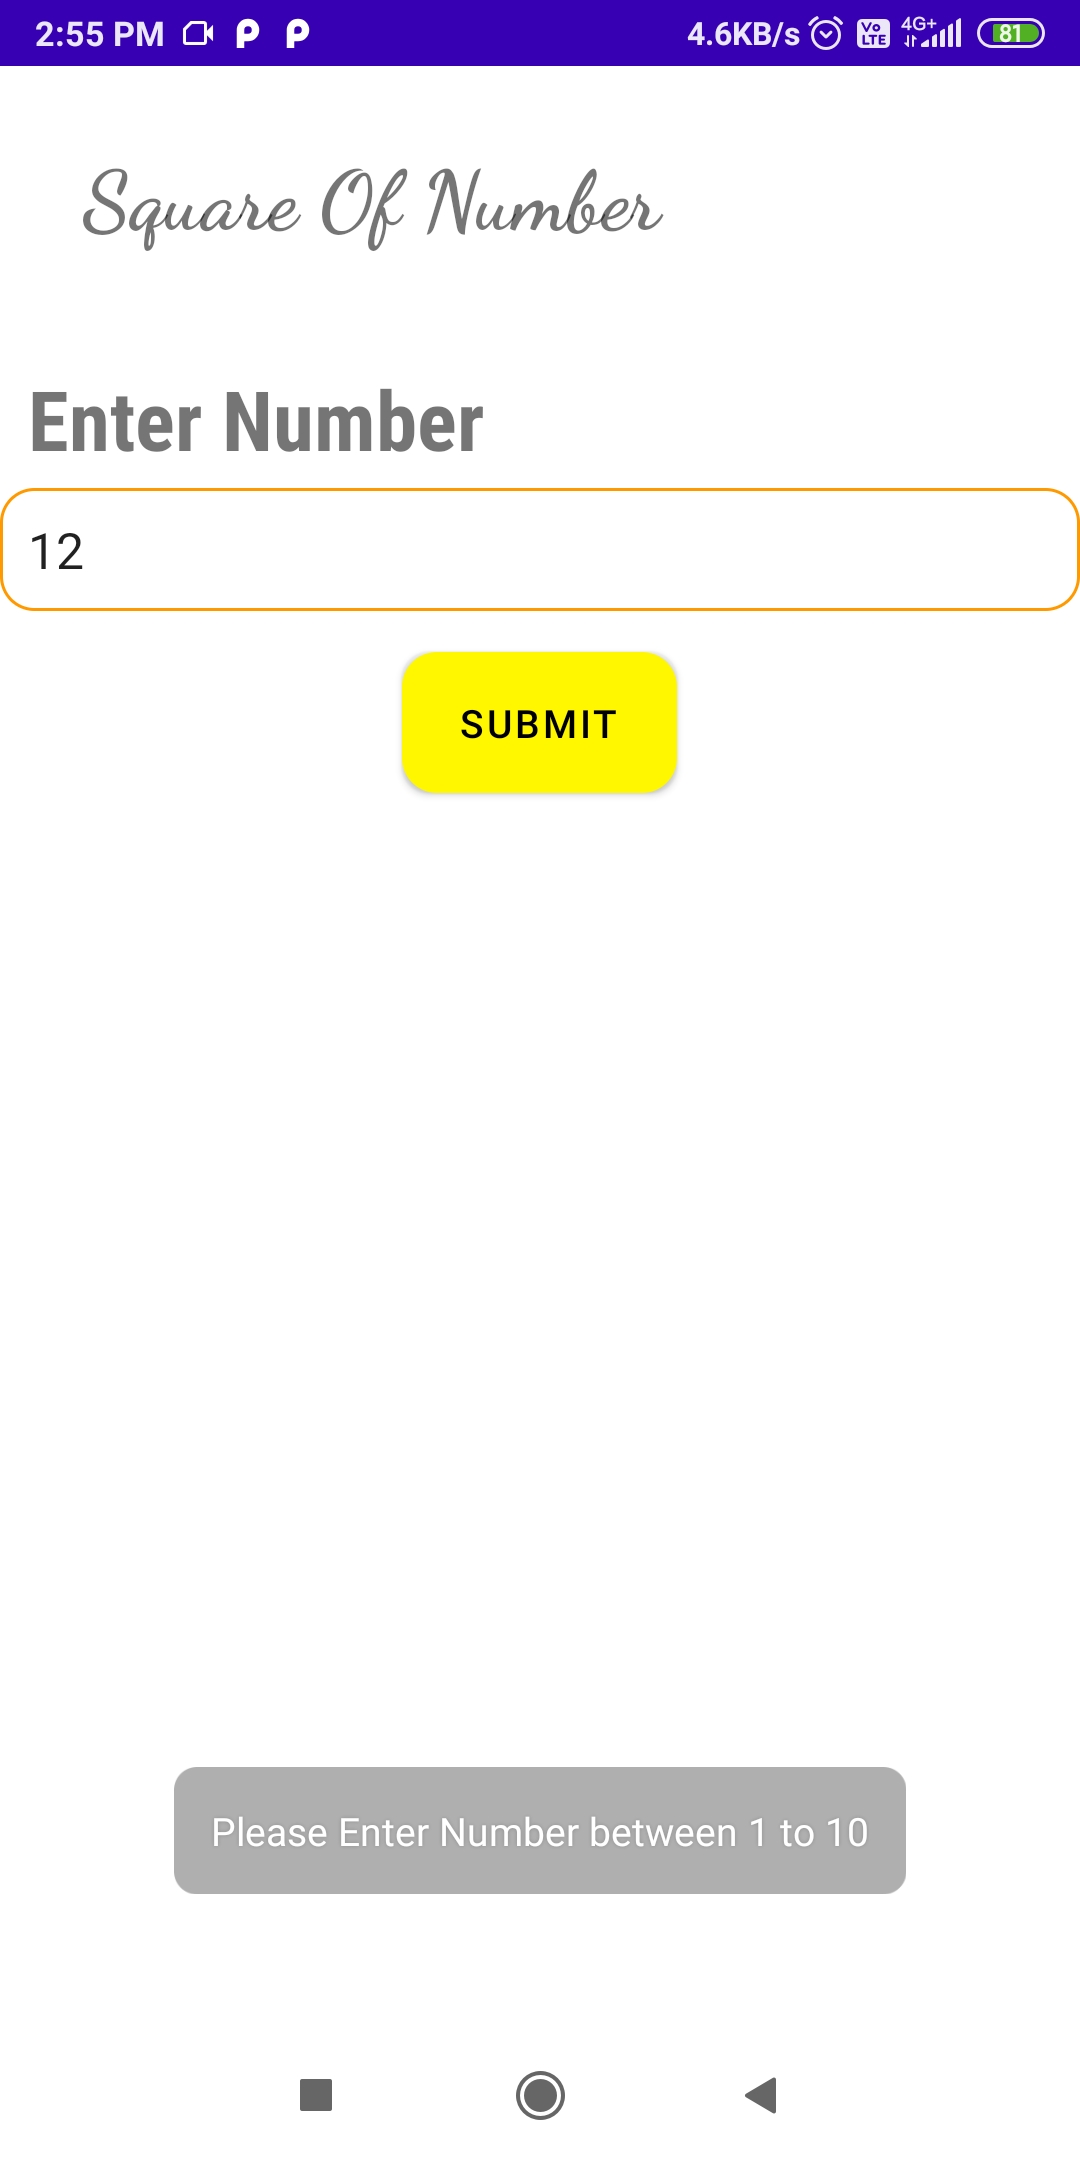 2:55 PM 4.6KB/s Vo LTE 4G+ 81
Square Of Number
Enter Number
12
SUBMIT
Please Enter Number between 1 to 10